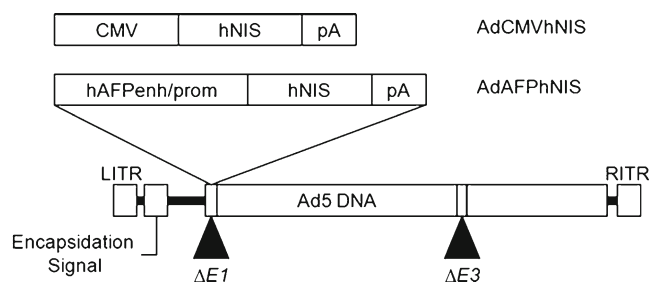 CMV hNIS pA AdCMVhNIS
hAFPenh/prom hNIS pA AdAFPhNIS
LITR RITR
Ad5 DNA
Encapsidation
Signal
ΔE1 ΔE3